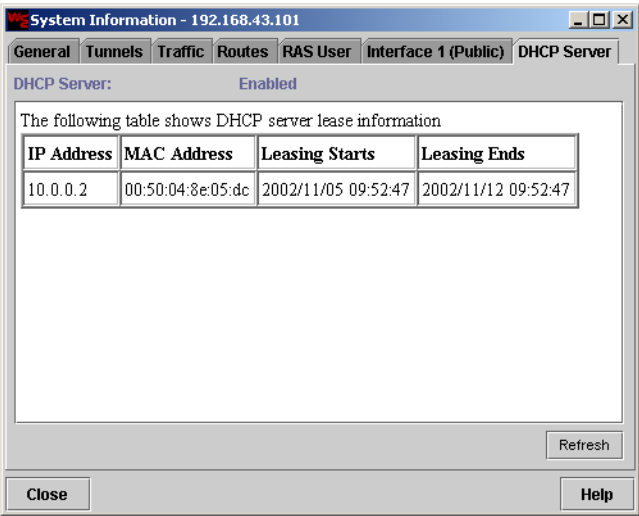 WG System Information - 192.168.43.101
General Tunnels Traffic Routes RAS User Interface 1 (Public) DHCP Server
DHCP Server: Enabled
The following table shows DHCP server lease information
IP Address MAC Address Leasing Starts Leasing Ends
10.0.0.2 00:50:04:8e:05:dc 2002/11/05 09:52:47 2002/11/12 09:52:47
Refresh
Close Help